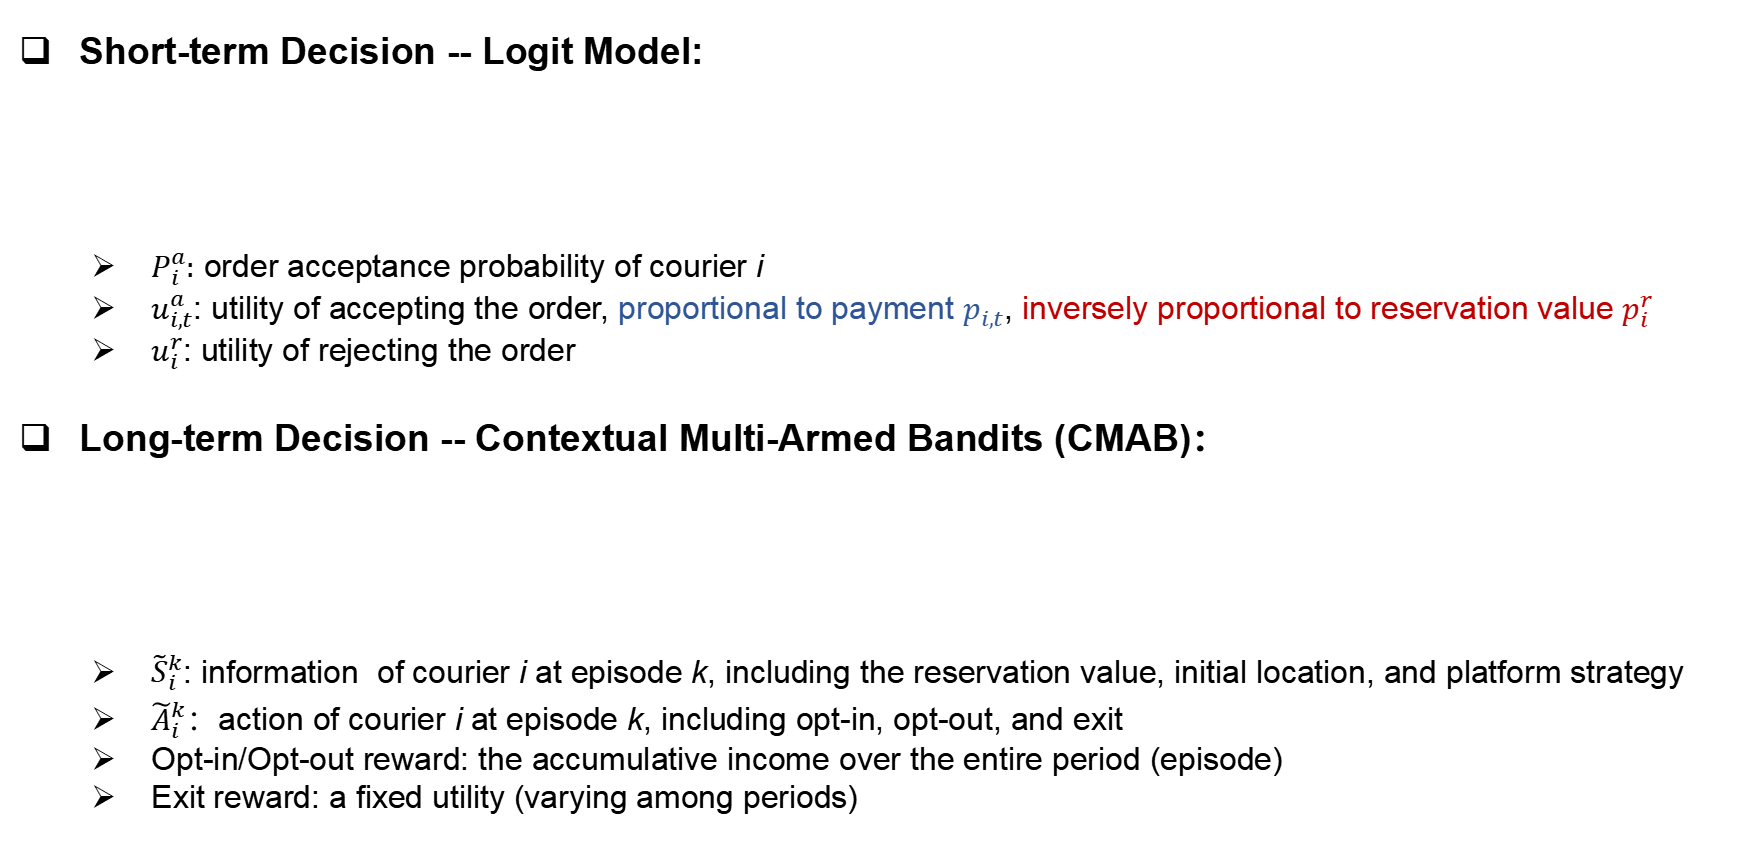 ❑ Short-term Decision -- Logit Model:
➢ $P_i^a$: order acceptance probability of courier i
➢ $u_{i,t}^a$: utility of accepting the order, proportional to payment $p_{i,t}$, inversely proportional to reservation value $p_i^r$
➢ $u_i^r$: utility of rejecting the order
❑ Long-term Decision -- Contextual Multi-Armed Bandits (CMAB):
➢ $\tilde{S}_i^k$: information of courier i at episode k, including the reservation value, initial location, and platform strategy
➢ $\tilde{A}_i^k$: action of courier i at episode k, including opt-in, opt-out, and exit
➢ Opt-in/Opt-out reward: the accumulative income over the entire period (episode)
➢ Exit reward: a fixed utility (varying among periods)